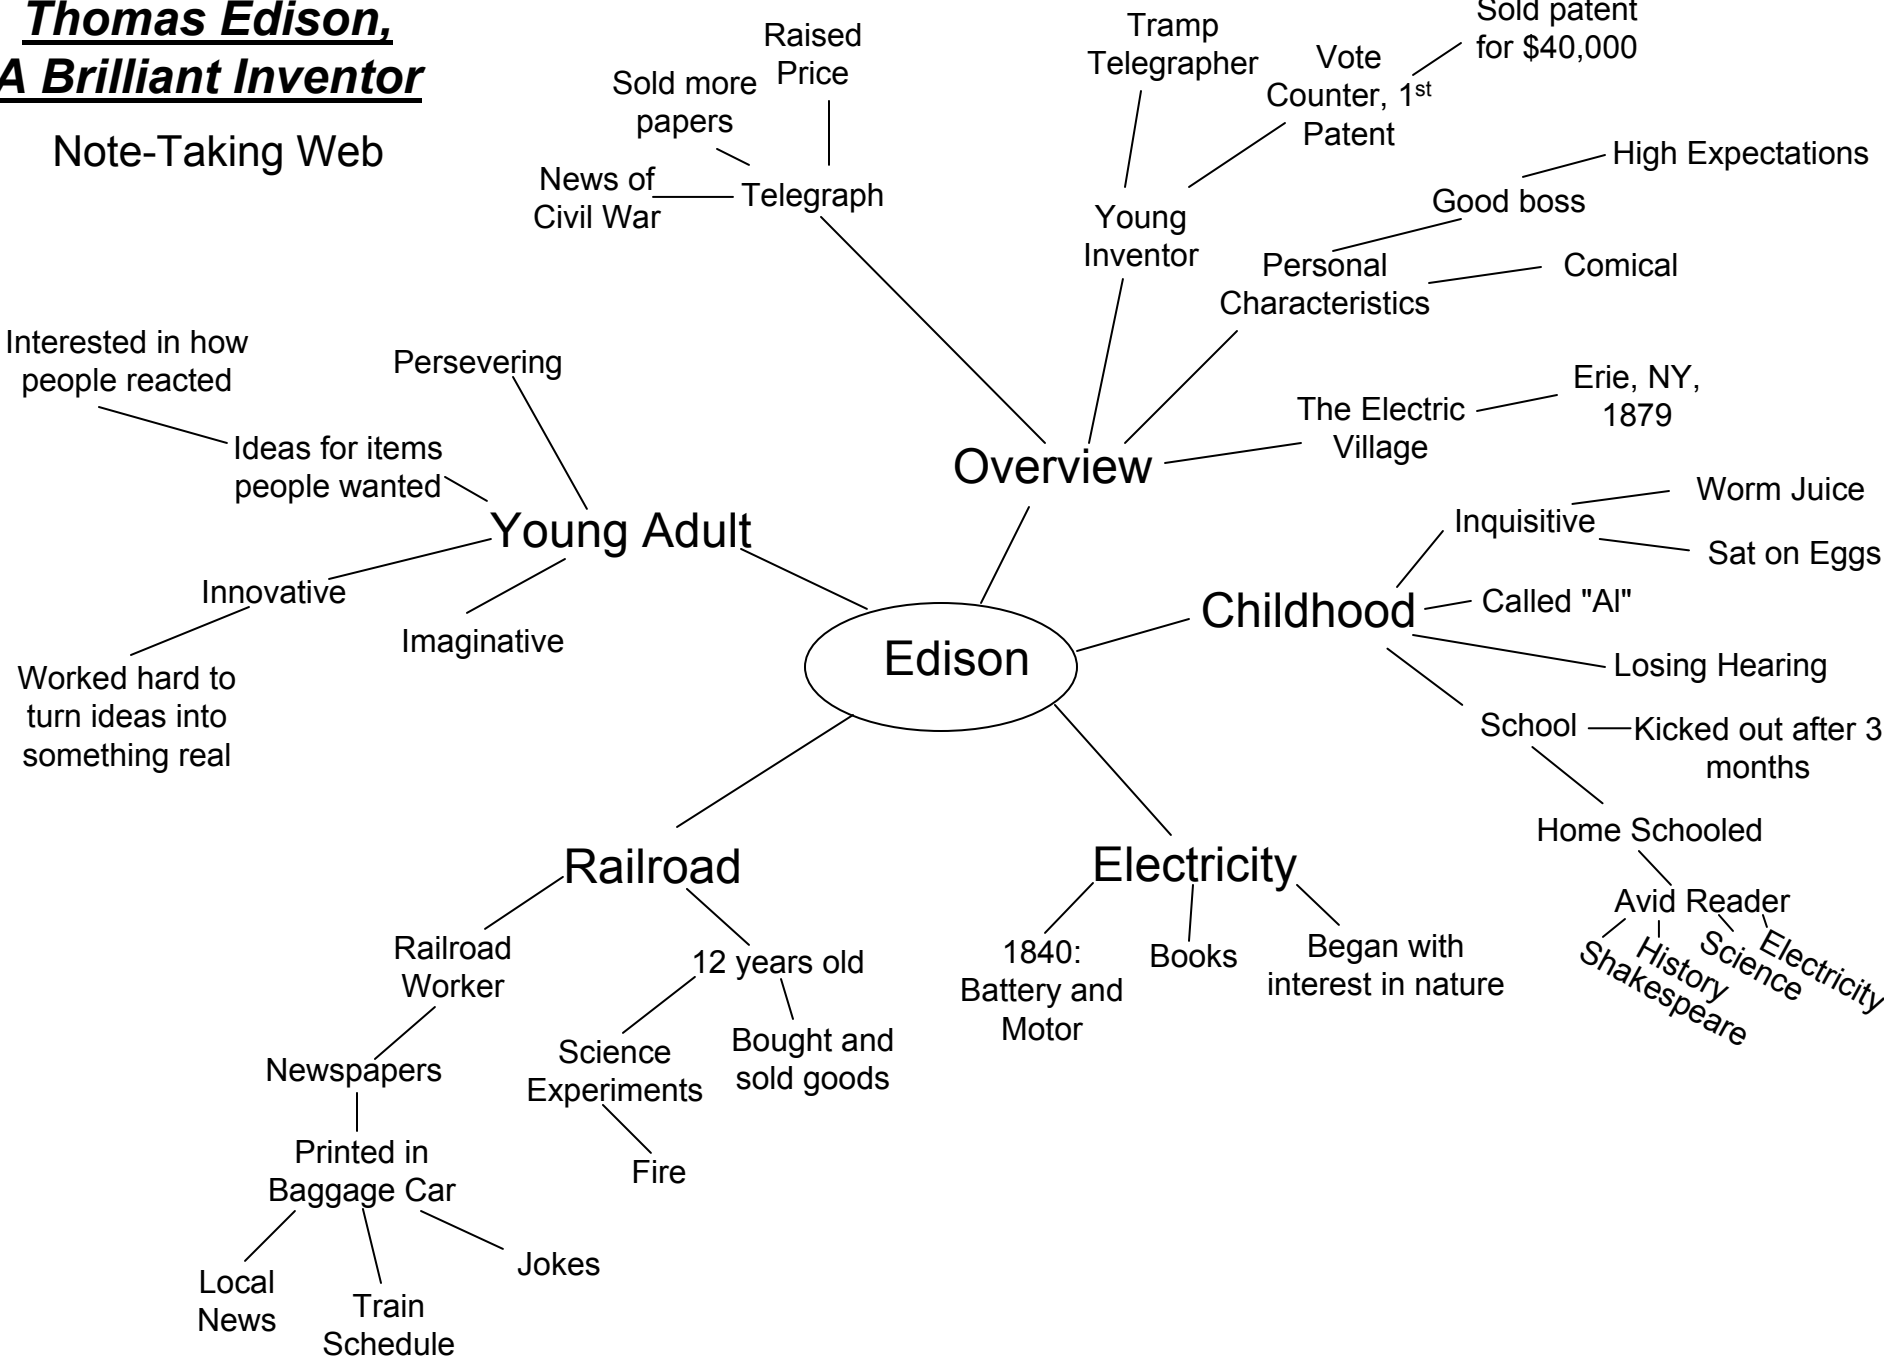 Thomas Edison,
A Brilliant Inventor
Note-Taking Web
Raised
Price
Sold more
papers
News of
Civil War
Telegraph
Tramp
Telegrapher
Vote
Counter, 1st
Patent
Sold patent
for $40,000
Young
Inventor
High Expectations
Good boss
Personal
Characteristics
Comical
The Electric
Village
Erie, NY,
1879
Overview
Interested in how
people reacted
Persevering
Ideas for items
people wanted
Young Adult
Innovative
Imaginative
Worked hard to
turn ideas into
something real
Edison
Childhood
Inquisitive
Worm Juice
Sat on Eggs
Called "Al"
Losing Hearing
School
Kicked out after 3
months
Home Schooled
Avid Reader
Shakespeare
History
Science
Electricity
Railroad
Railroad
Worker
Newspapers
Printed in
Baggage Car
Local
News
Train
Schedule
Jokes
12 years old
Science
Experiments
Fire
Bought and
sold goods
Electricity
1840:
Battery and
Motor
Books
Began with
interest in nature